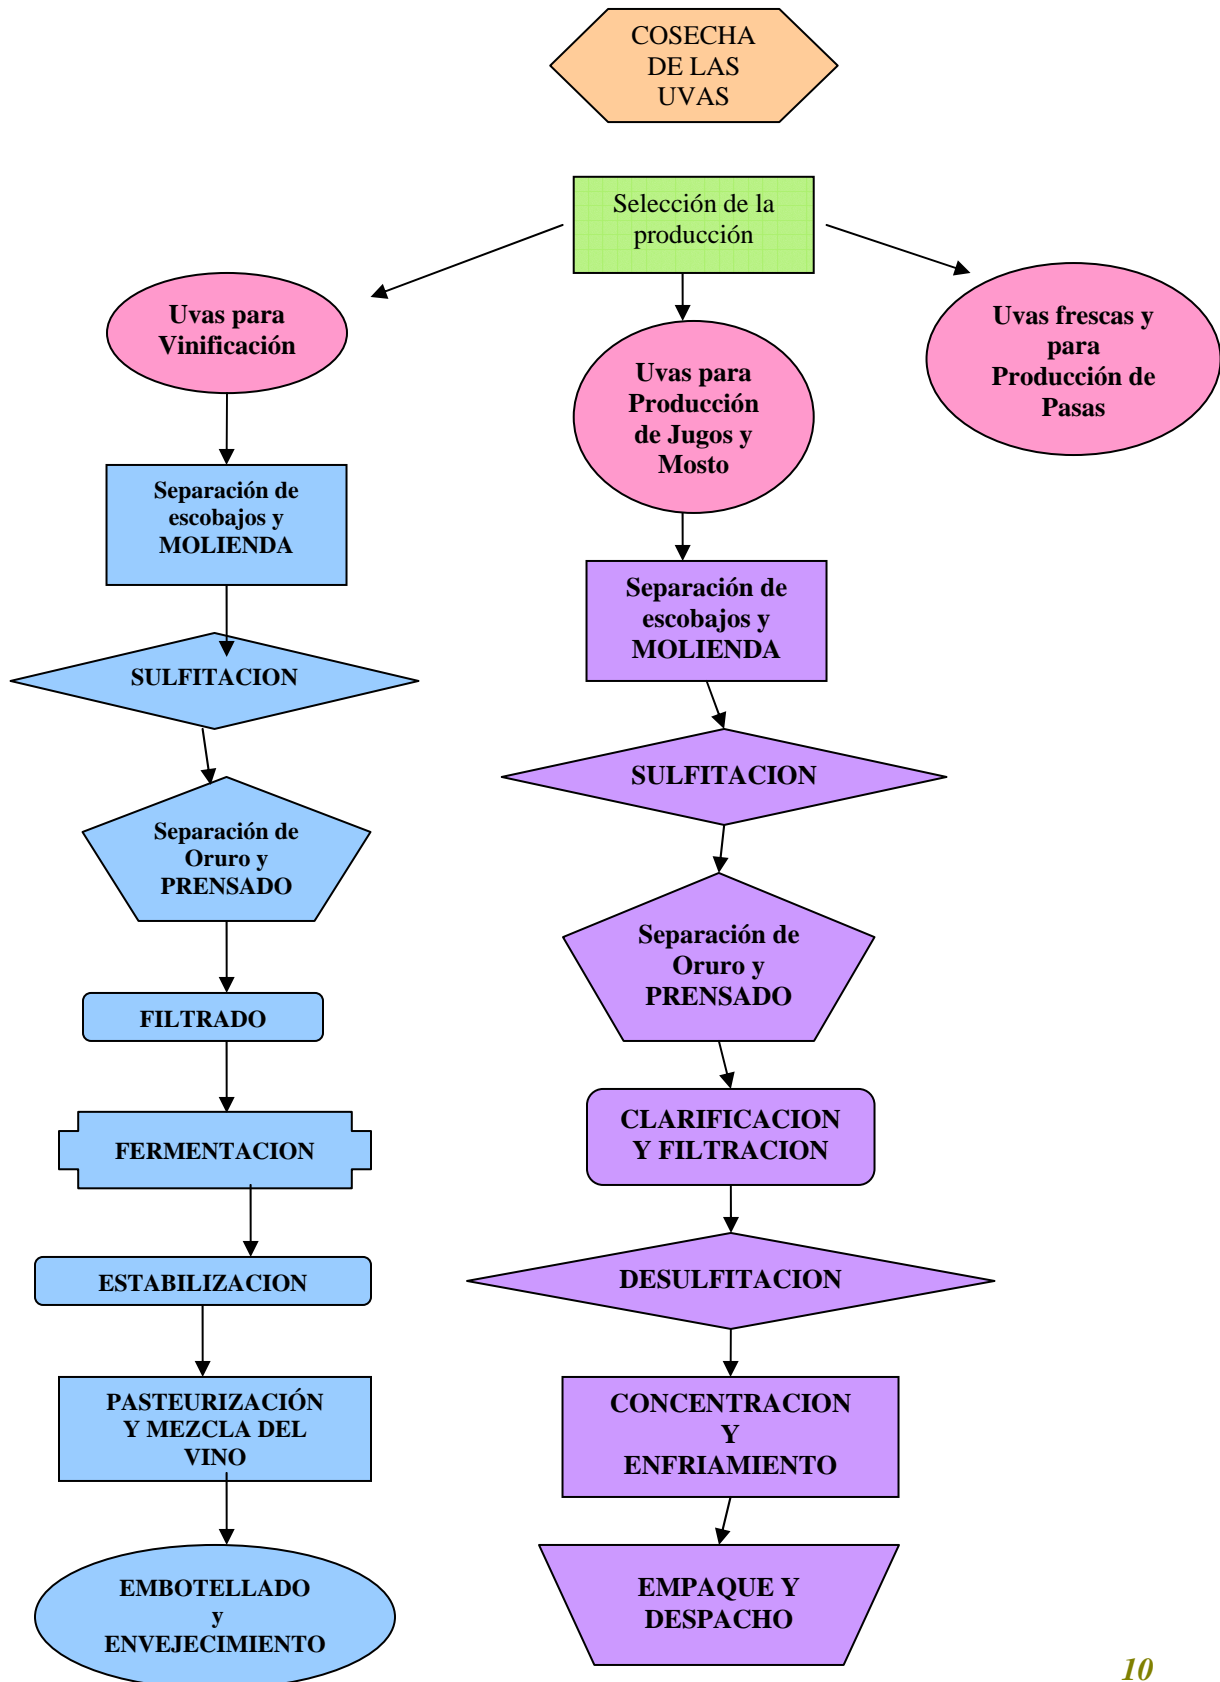 COSECHA
DE LAS
UVAS
Selección de la
producción
Uvas para
Vinificación
Uvas para
Producción
de Jugos y
Mosto
Uvas frescas y
para
Producción de
Pasas
Separación de
escobajos y
MOLIENDA
SULFITACION
Separación de
Oruro y
PRENSADO
FILTRADO
FERMENTACION
ESTABILIZACION
PASTEURIZACIÓN
Y MEZCLA DEL
VINO
EMBOTELLADO
y
ENVEJECIMIENTO
Separación de
escobajos y
MOLIENDA
SULFITACION
Separación de
Oruro y
PRENSADO
CLARIFICACION
Y FILTRACION
DESULFITACION
CONCENTRACION
Y
ENFRIAMIENTO
EMPAQUE Y
DESPACHO
10